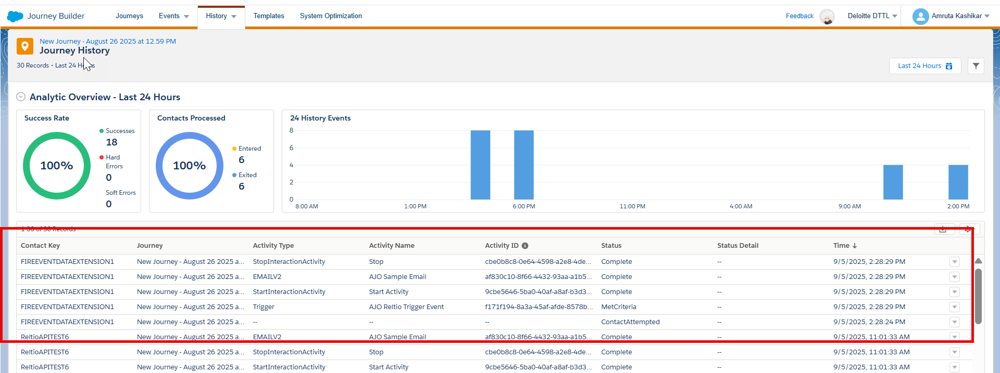 Journey Builder Journeys Events History Templates System Optimization Feedback Deloitte DTTL Amruta Kashikar
New Journey - August 26 2025 at 12.59 PM
Journey History
30 Records • Last 24 Hours
Last 24 Hours
Analytic Overview - Last 24 Hours
Success Rate
Successes
18
Hard
Errors
0
Soft Errors
0
100%
Contacts Processed
Entered
6
Exited
6
100%
24 History Events
8
6
4
2
0
8:00 AM 1:00 PM 6:00 PM 11:00 PM 4:00 AM 9:00 AM 2:00 PM
1-30 of 30 Records
Contact Key Journey Activity Type Activity Name Activity ID Status Status Detail Time
FIREEVENTDATAEXTENSION1 New Journey - August 26 2025 a... StopInteractionActivity Stop cbe0b8c8-0e64-4598-a2e8-4de... Complete -- 9/5/2025, 2:28:29 PM
FIREEVENTDATAEXTENSION1 New Journey - August 26 2025 a... EMAILV2 AJO Sample Email af830c10-8f66-4432-93aa-a1b5... Complete -- 9/5/2025, 2:28:29 PM
FIREEVENTDATAEXTENSION1 New Journey - August 26 2025 a... StartInteractionActivity Start Activity 9cbe5646-5ba0-40af-a8af-b3d3... Complete -- 9/5/2025, 2:28:29 PM
FIREEVENTDATAEXTENSION1 New Journey - August 26 2025 a... Trigger AJO Reltio Trigger Event f171f194-8a3a-45af-afde-8578b... MetCriteria -- 9/5/2025, 2:28:29 PM
FIREEVENTDATAEXTENSION1 New Journey - August 26 2025 a... -- -- -- ContactAttempted -- 9/5/2025, 2:28:24 PM
ReltioAPITEST6 New Journey - August 26 2025 a... EMAILV2 AJO Sample Email af830c10-8f66-4432-93aa-a1b5... Complete -- 9/5/2025, 11:01:33 AM
ReltioAPITEST6 New Journey - August 26 2025 a... StopInteractionActivity Stop cbe0b8c8-0e64-4598-a2e8-4de... Complete -- 9/5/2025, 11:01:33 AM
ReltioAPITEST6 New Journey - August 26 2025 a... StartInteractionActivity Start Activity 9cbe5646-5ba0-40af-a8af-b3d3... Complete -- 9/5/2025, 11:01:33 AM